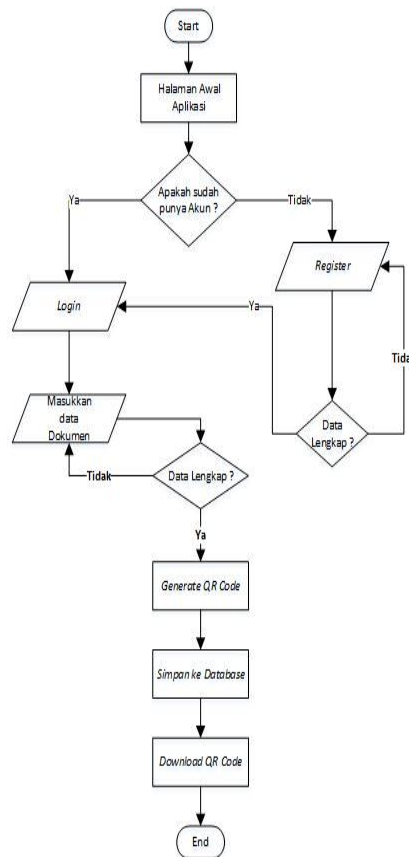 Start
Halaman Awal
Aplikasi
Apakah sudah
punya Akun ?
Ya
Tidak
Register
Login
Ya
Tida
Masukkan
data
Dokumen
Data
Lengkap ?
Tidak
Data Lengkap ?
Ya
Generate QR Code
Simpan ke Database
Download QR Code
End